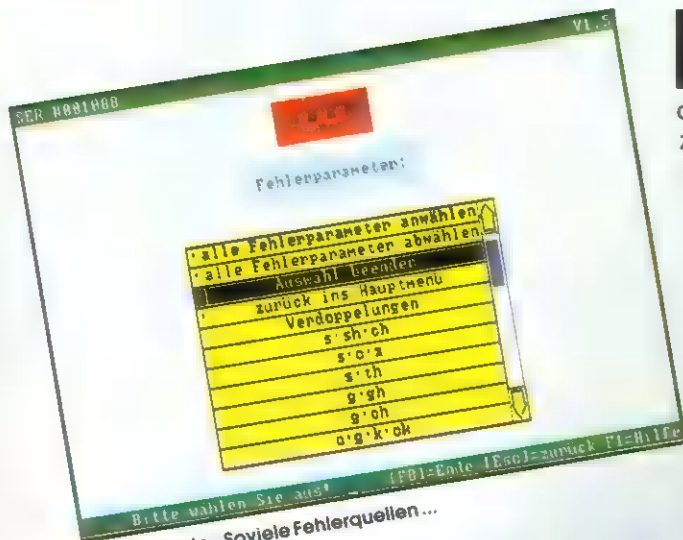 V1.5
SER #001000
Fehlerparameter:
alle Fehlerparameter anwählen
alle Fehlerparameter abwählen
Auswahl beenden
zurück ins Hauptmenü
Verdoppelungen
s·sh·ch
s·c·z
s·th
g·gh
g·ch
c·g·k·ck
Bitte wählen Sie aus! [F8]=Ende [Esc]=zurück F1=Hilfe
Soviele Fehlerquellen ...